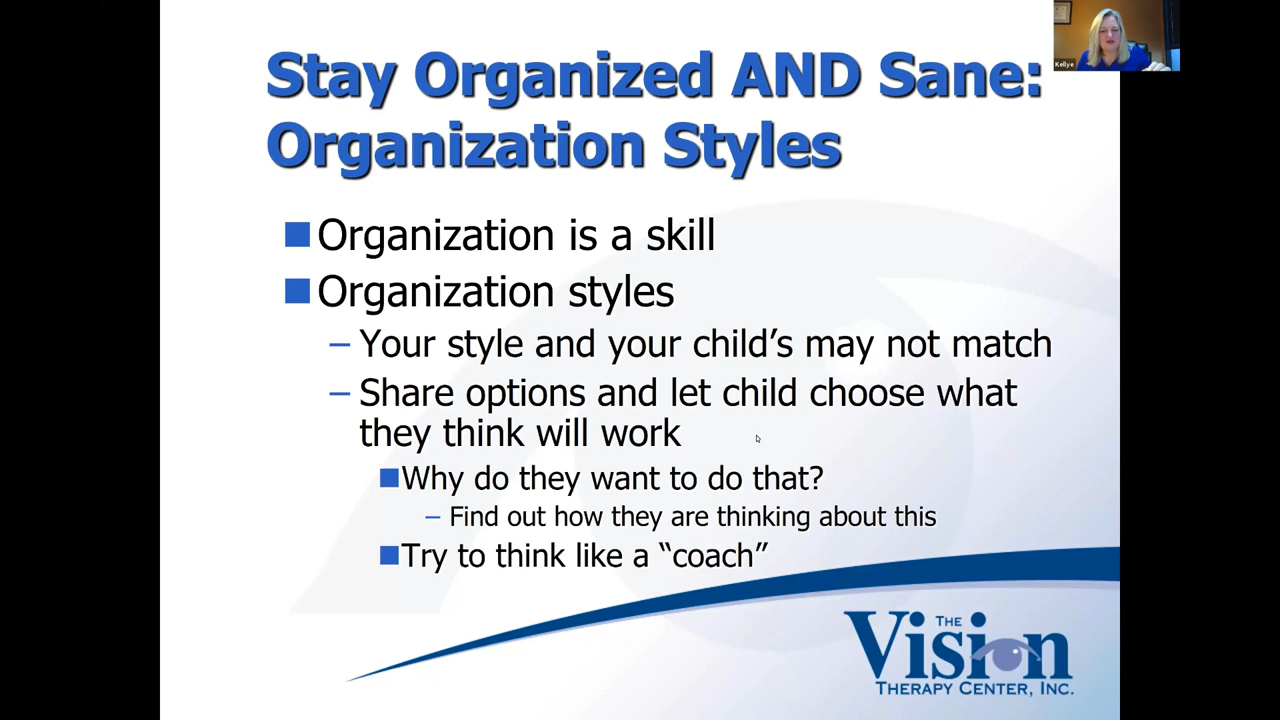 Stay Organized AND Sane:
Organization Styles
Kellye
Organization is a skill
Organization styles
– Your style and your child’s may not match
– Share options and let child choose what
they think will work
Why do they want to do that?
– Find out how they are thinking about this
Try to think like a “coach”
THE
Vision
THERAPY CENTER, INC.